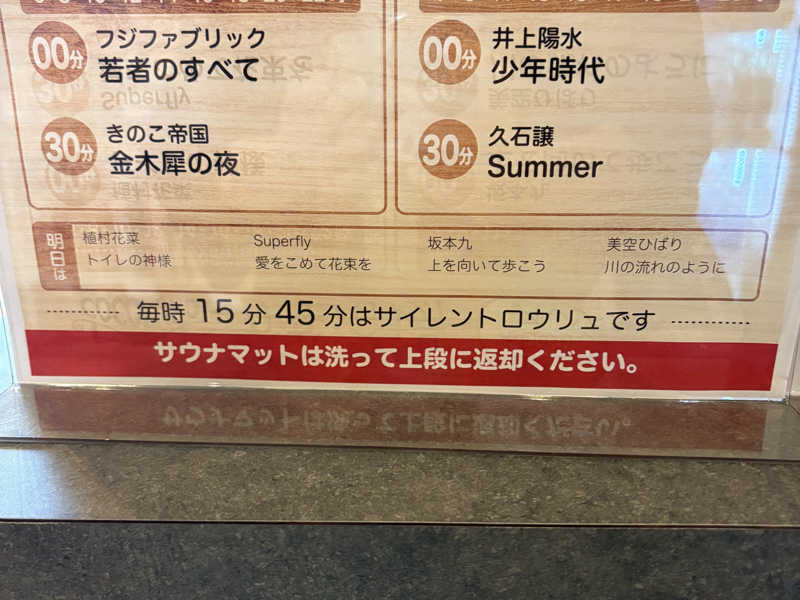 00分
フジファブリック
若者のすべて
30分
きのこ帝国
金木犀の夜
00分
井上陽水
少年時代
30分
久石譲
Summer
明日は
植村花菜
トイレの神様
Superfly
愛をこめて花束を
坂本九
上を向いて歩こう
美空ひばり
川の流れのように
毎時 15分 45分はサイレントロウリュです
サウナマットは洗って上段に返却ください。